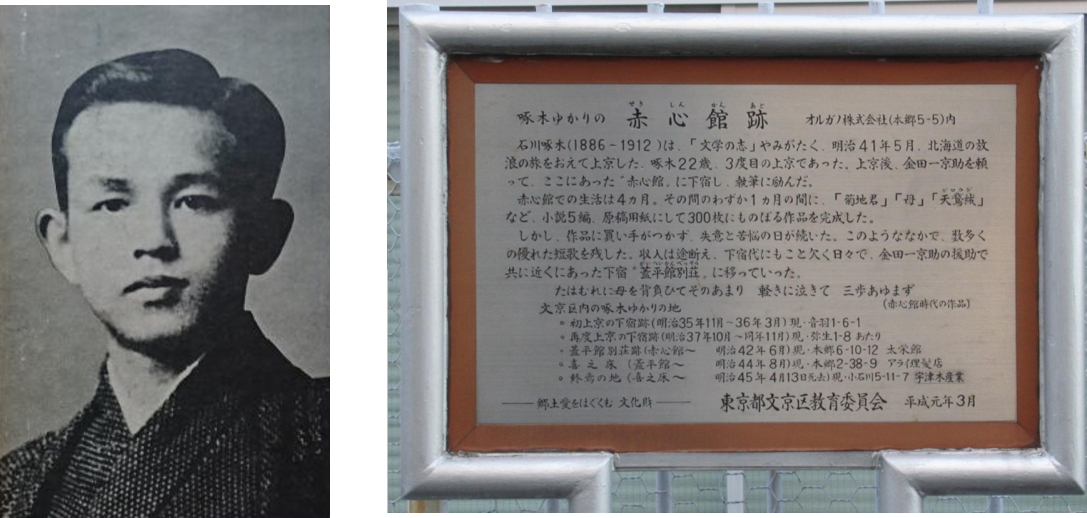 啄木ゆかりの 赤心館跡 オルガノ株式会社(本郷5-5)内
せき しん かん あと
石川啄木(1886~1912)は、「文学の志」やみがたく、明治41年5月、北海道の放
浪の旅をおえて上京した。啄木22歳、3度目の上京であった。上京後、金田一京助を頼
って、ここにあった“赤心館”に下宿し、執筆に励んだ。
赤心館での生活は4ヵ月。その間のわずか1ヵ月の間に、「菊地君」「母」「天鵞絨」
ビロウド
など、小説5編、原稿用紙にして300枚にものぼる作品を完成した。
しかし、作品に買い手がつかず、失意と苦悩の日が続いた。このようななかで、数多く
の優れた短歌を残した。収入は途断え、下宿代にもこと欠く日々で、金田一京助の援助で
共に近くにあった下宿“蓋平館別荘”に移っていった。
たはむれに母を背負ひてそのあまり 軽きに泣きて 三歩あゆまず
(赤心館時代の作品)
文京区内の啄木ゆかりの地
◦初上京の下宿跡(明治35年11月~36年3月)現・音羽1-6-1
◦再度上京の下宿跡(明治37年10月~同年11月)現・弥生1-8あたり
◦蓋平館別荘跡(赤心館~ 明治42年6月)現・本郷6-10-12 太栄館
◦喜之床(蓋平館~ 明治44年8月)現・本郷2-38-9 アライ理髪店
◦終焉の地(喜之床~ 明治45年4月13日死去)現・小石川5-11-7 宇津木産業
―郷土愛をはぐくむ 文化財― 東京都文京区教育委員会 平成元年3月